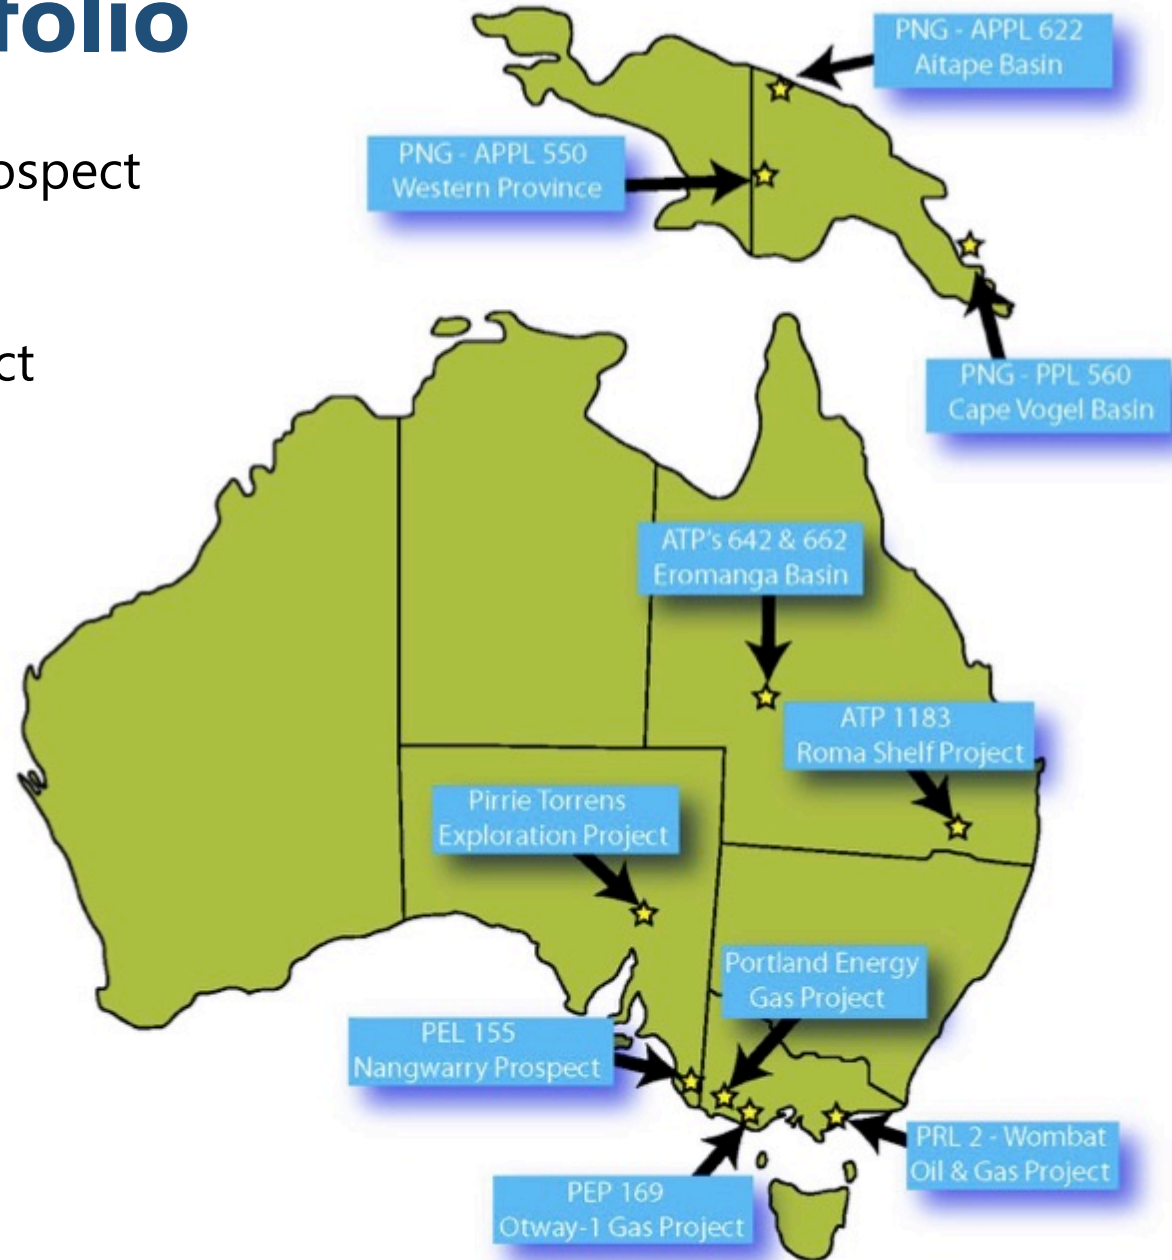 folio
ospect
ct
PNG - APPL 622
Aitape Basin
PNG - APPL 550
Western Province
PNG - PPL 560
Cape Vogel Basin
ATP's 642 & 662
Eromanga Basin
ATP 1183
Roma Shelf Project
Pirrie Torrens
Exploration Project
Portland Energy
Gas Project
PEL 155
Nangwarry Prospect
PRL 2 - Wombat
Oil & Gas Project
PEP 169
Otway-1 Gas Project